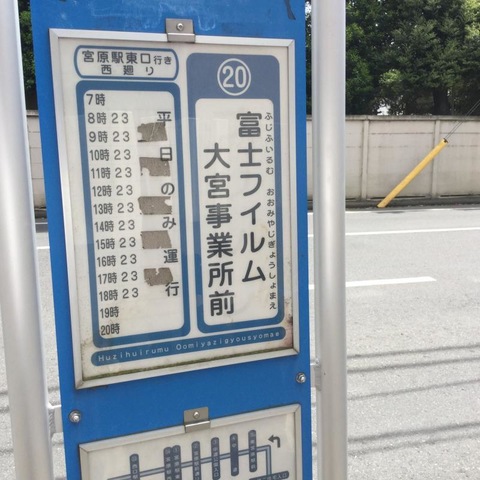 宮原駅東口行き
西廻り
7時
8時 23
9時 23
10時 23
11時 23
12時 23
13時 23
14時 23
15時 23
16時 23
17時 23
18時 23
19時
20時
平日のみ運行
⑳
ふじふいるむ おおみやじぎょうしょまえ
富士フイルム
大宮事業所前
Huzihuirumu Oomiyazigyousyomae